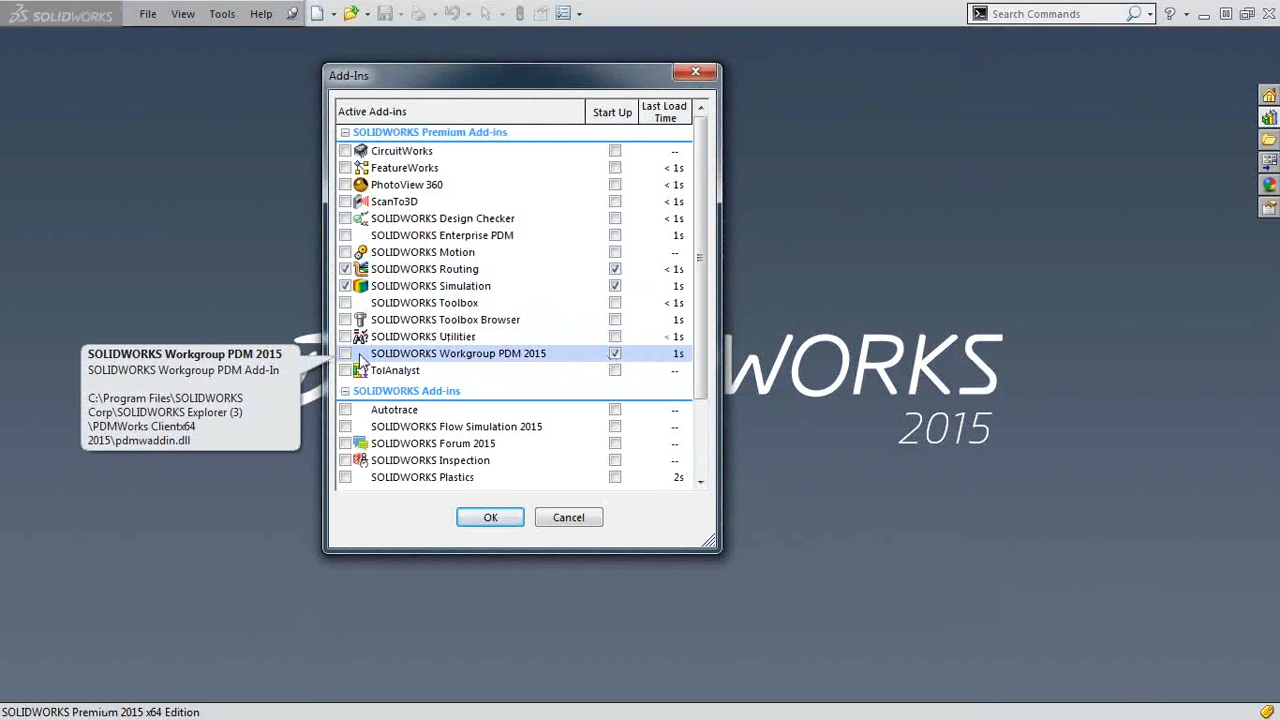 SOLIDWORKS File View Tools Help Search Commands
Add-Ins
Active Add-ins Start Up Last Load Time
SOLIDWORKS Premium Add-ins
CircuitWorks --
FeatureWorks < 1s
PhotoView 360 < 1s
ScanTo3D < 1s
SOLIDWORKS Design Checker < 1s
SOLIDWORKS Enterprise PDM 1s
SOLIDWORKS Motion --
SOLIDWORKS Routing < 1s
SOLIDWORKS Simulation 1s
SOLIDWORKS Toolbox < 1s
SOLIDWORKS Toolbox Browser 1s
SOLIDWORKS Utilities < 1s
SOLIDWORKS Workgroup PDM 2015 1s
TolAnalyst --
SOLIDWORKS Add-ins
Autotrace --
SOLIDWORKS Flow Simulation 2015 --
SOLIDWORKS Forum 2015 --
SOLIDWORKS Inspection --
SOLIDWORKS Plastics 2s
OK Cancel
SOLIDWORKS Workgroup PDM 2015
SOLIDWORKS Workgroup PDM Add-In
C:\Program Files\SOLIDWORKS
Corp\SOLIDWORKS Explorer (3)
\PDMWorks Clientx64
2015\pdmwaddin.dll
WORKS
2015
SOLIDWORKS Premium 2015 x64 Edition